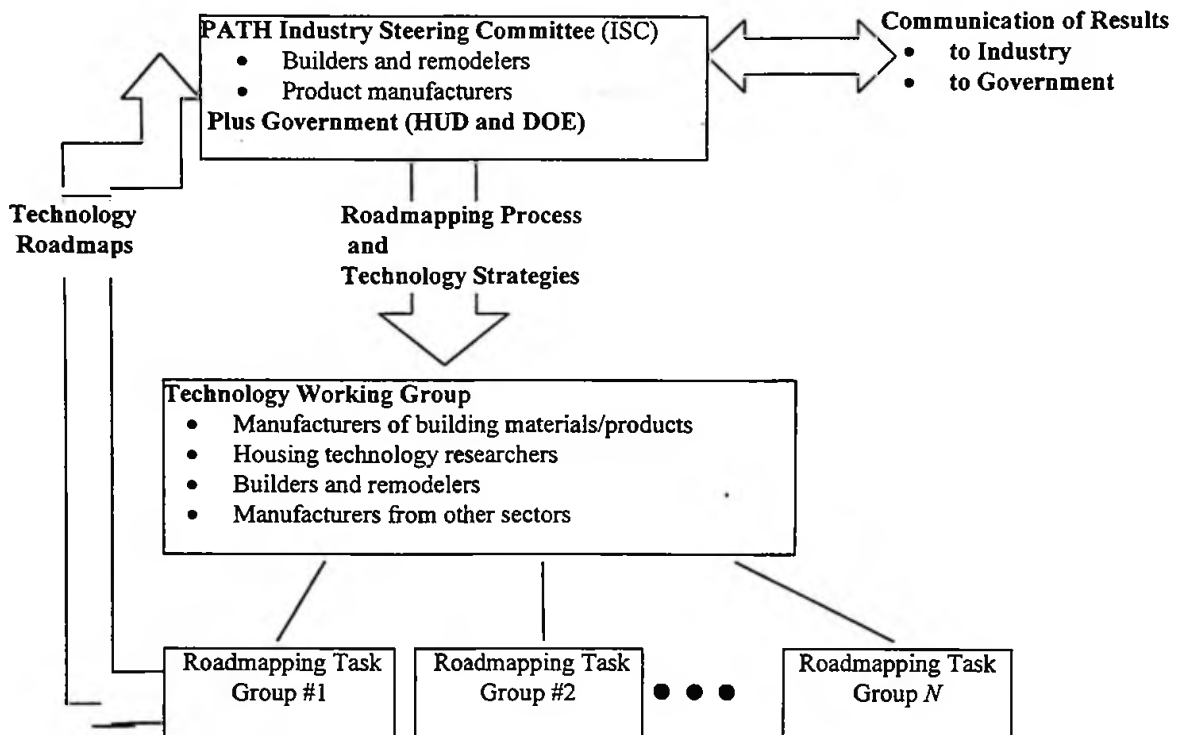 PATH Industry Steering Committee (ISC)
• Builders and remodelers
• Product manufacturers
Plus Government (HUD and DOE)
Communication of Results
• to Industry
• to Government
Technology
Roadmaps
Roadmapping Process
and
Technology Strategies
Technology Working Group
• Manufacturers of building materials/products
• Housing technology researchers
• Builders and remodelers
• Manufacturers from other sectors
Roadmapping Task
Group #1
Roadmapping Task
Group #2
• • •
Roadmapping Task
Group N